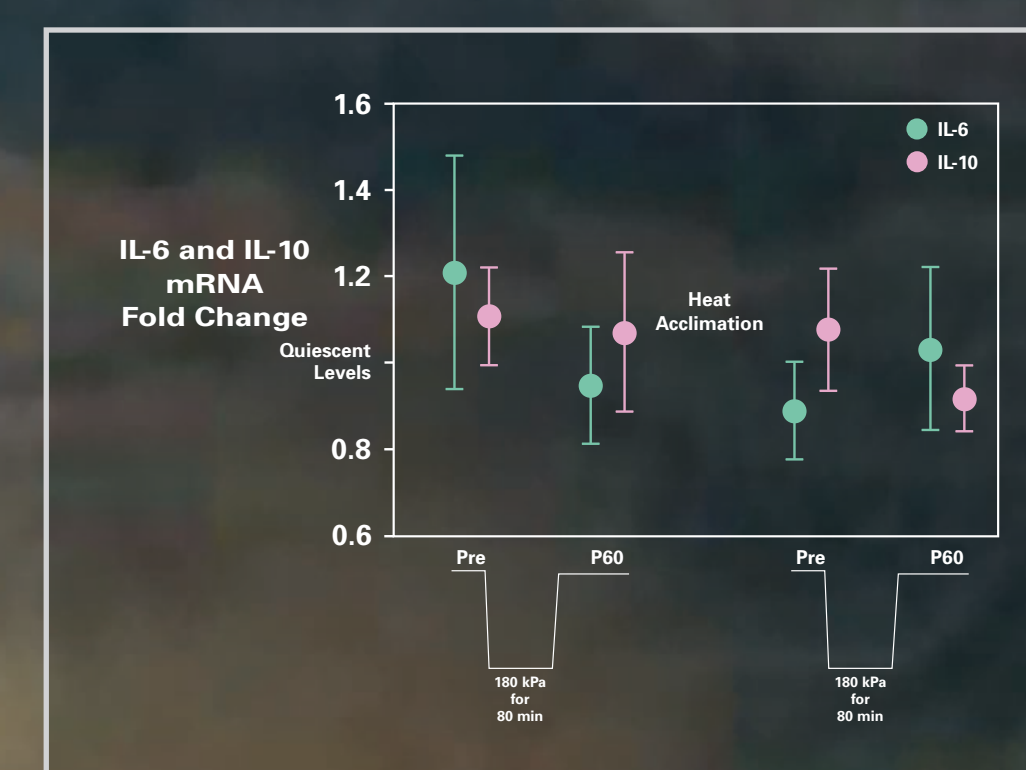 1.6
IL-6
IL-10
1.4
IL-6 and IL-10
mRNA
Fold Change
1.2
Heat
Acclimation
Quiescent
Levels
0.8
0.6
Pre
P60
Pre
P60
180 kPa
for
80 min
180 kPa
for
80 min